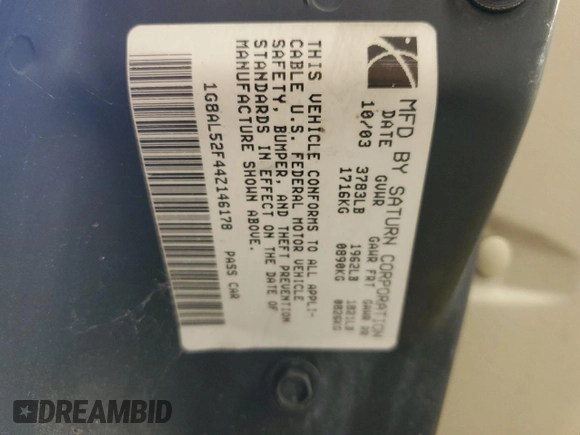 MFD BY SATURN CORPORATION
DATE GVWR GAWR FRT GAWR RR
10/03 3783LB 1962LB 1821LB
1716KG 0890KG 0826KG
THIS VEHICLE CONFORMS TO ALL APPLI-
CABLE U.S. FEDERAL MOTOR VEHICLE
SAFETY, BUMPER, AND THEFT PREVENTION
STANDARDS IN EFFECT ON THE DATE OF
MANUFACTURE SHOWN ABOVE.
1G8AL52F44Z146178 PASS CAR
DREAMBID